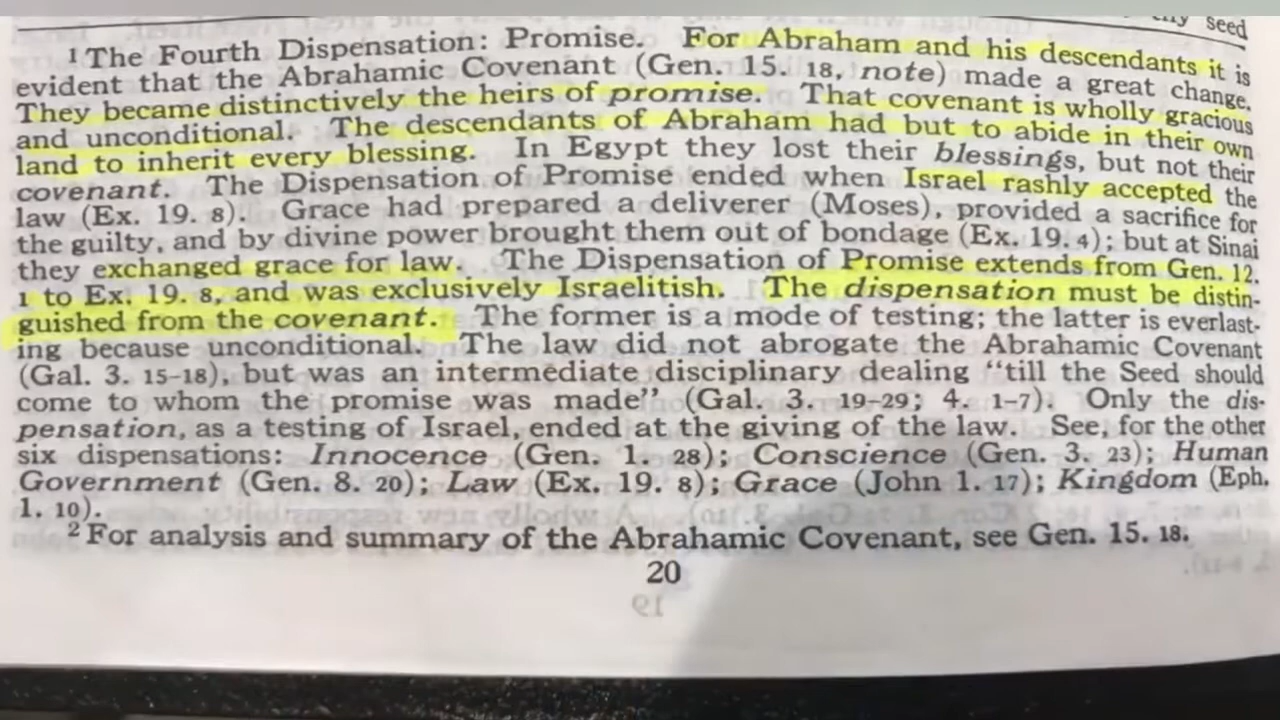 seed
1 The Fourth Dispensation: Promise. For Abraham and his descendants it is
evident that the Abrahamic Covenant (Gen. 15. 18, note) made a great change.
They became distinctively the heirs of promise. That covenant is wholly gracious
and unconditional. The descendants of Abraham had but to abide in their own
land to inherit every blessing. In Egypt they lost their blessings, but not their
covenant. The Dispensation of Promise ended when Israel rashly accepted the
law (Ex. 19. 8). Grace had prepared a deliverer (Moses), provided a sacrifice for
the guilty, and by divine power brought them out of bondage (Ex. 19. 4); but at Sinai
they exchanged grace for law. The Dispensation of Promise extends from Gen. 12.
1 to Ex. 19. 8, and was exclusively Israelitish. The dispensation must be distin-
guished from the covenant. The former is a mode of testing; the latter is everlast-
ing because unconditional. The law did not abrogate the Abrahamic Covenant
(Gal. 3. 15-18), but was an intermediate disciplinary dealing "till the Seed should
come to whom the promise was made" (Gal. 3. 19-29; 4. 1-7). Only the dis-
pensation, as a testing of Israel, ended at the giving of the law. See, for the other
six dispensations: Innocence (Gen. 1. 28); Conscience (Gen. 3. 23); Human
Government (Gen. 8. 20); Law (Ex. 19. 8); Grace (John 1. 17); Kingdom (Eph.
1. 10).
2 For analysis and summary of the Abrahamic Covenant, see Gen. 15. 18.
20
19